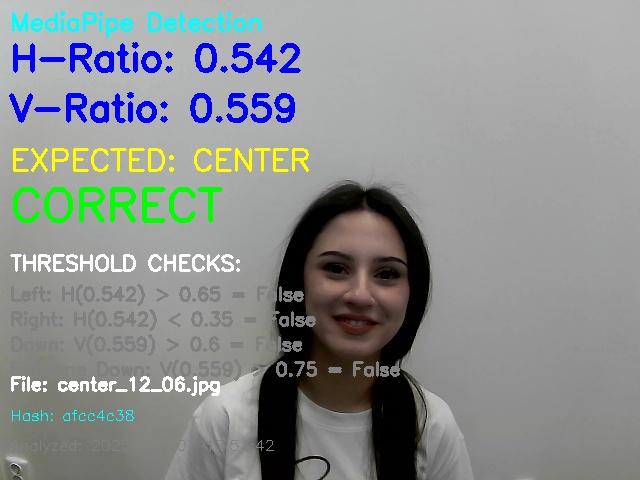 MediaPipe Detection
H-Ratio: 0.542
V-Ratio: 0.559
EXPECTED: CENTER
CORRECT
THRESHOLD CHECKS:
Left: H(0.542) > 0.65 = False
Right: H(0.542) < 0.35 = False
Down: V(0.559) > 0.6 = False
Down: V(0.559) > 0.75 = False
File: center_12_06.jpg
Hash: afcc4c38
Analyzed: